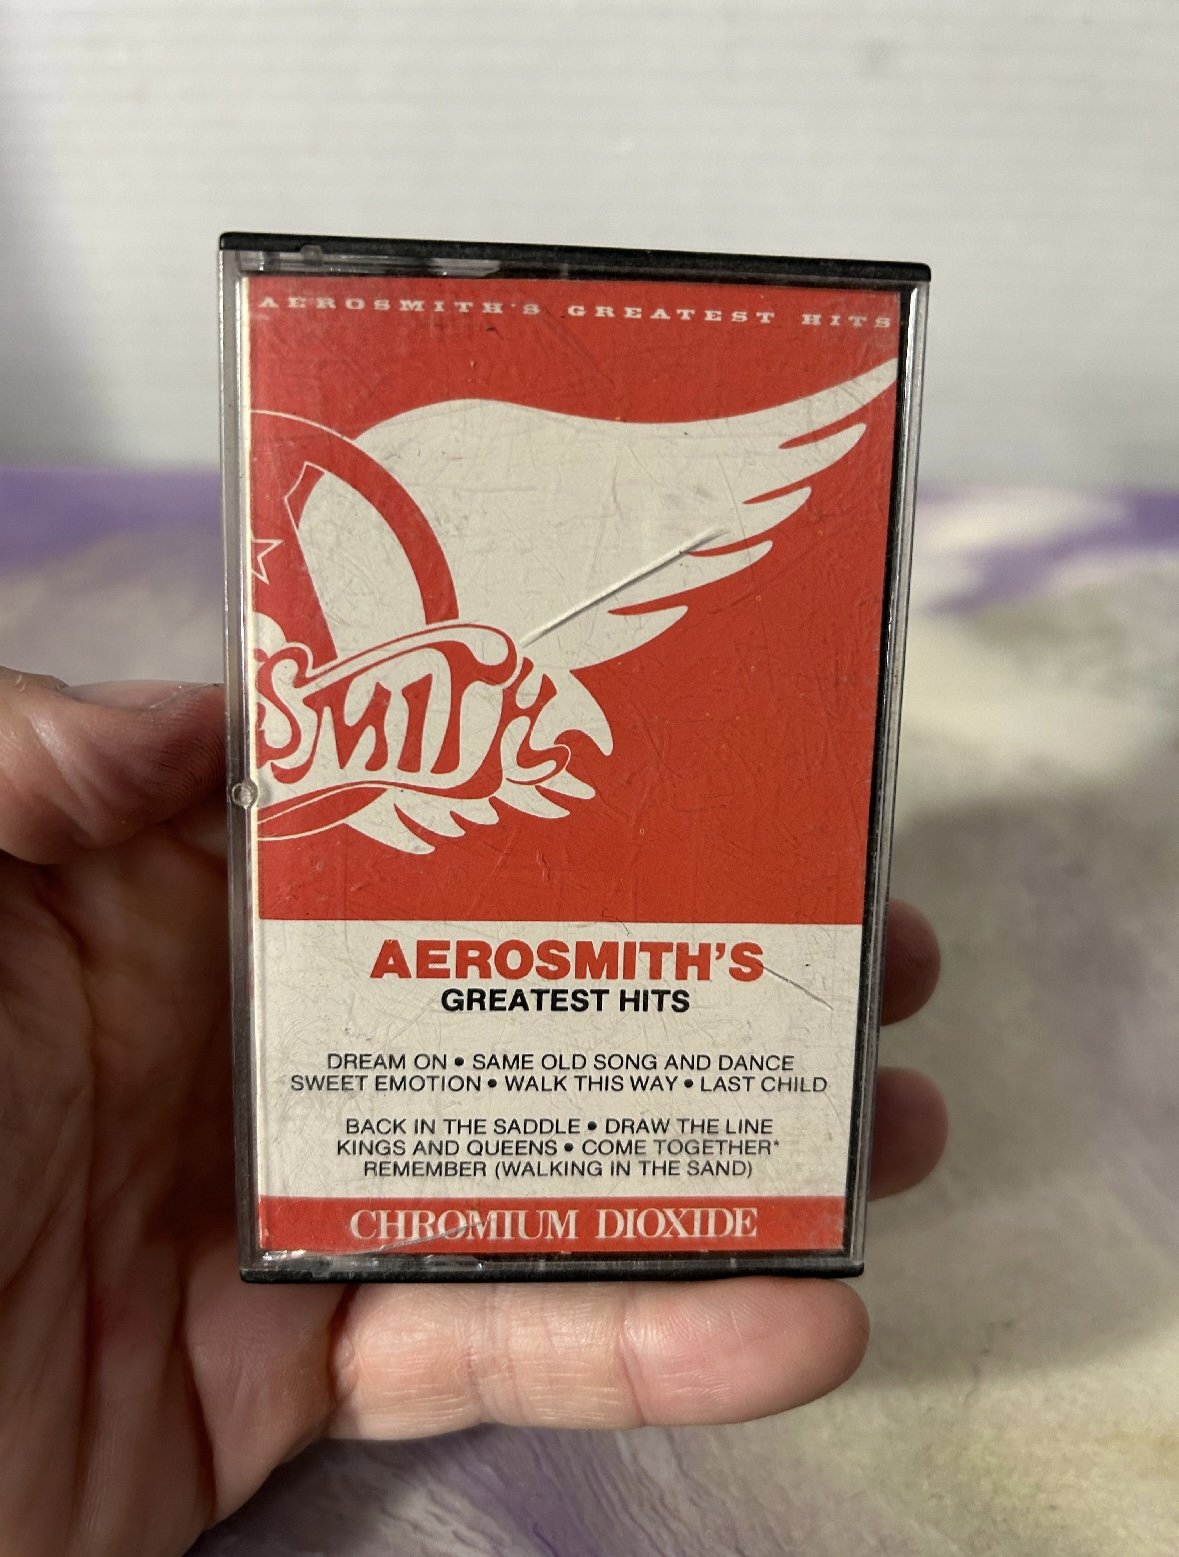 AEROSMITH'S GREATEST HITS
SMITH
AEROSMITH'S
GREATEST HITS
DREAM ON • SAME OLD SONG AND DANCE
SWEET EMOTION • WALK THIS WAY • LAST CHILD
BACK IN THE SADDLE • DRAW THE LINE
KINGS AND QUEENS • COME TOGETHER*
REMEMBER (WALKING IN THE SAND)
CHROMIUM DIOXIDE